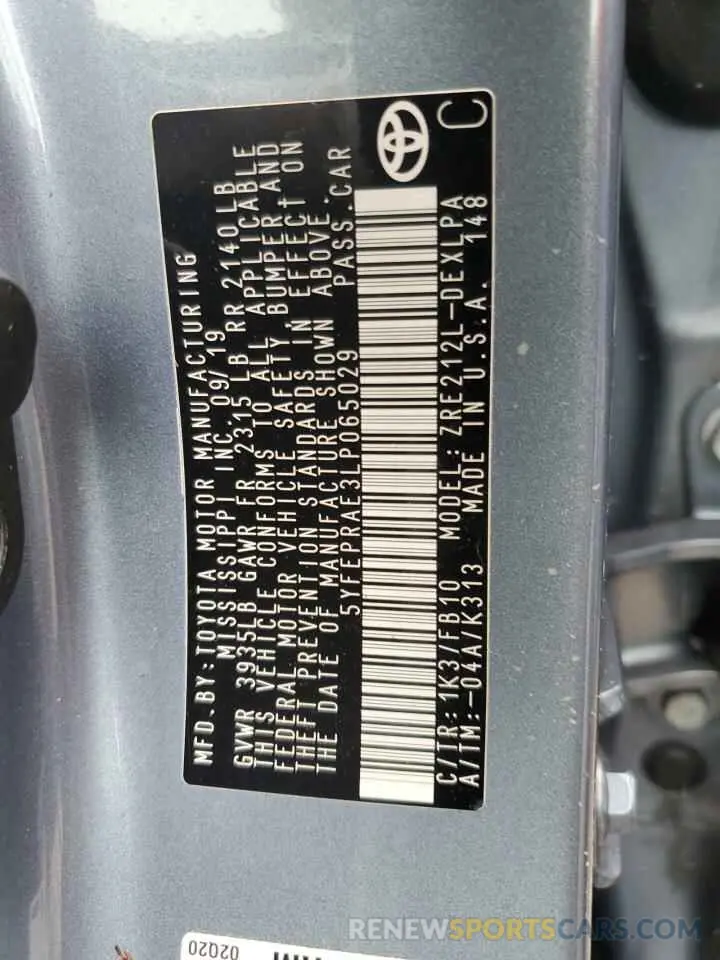 MFD.BY:TOYOTA MOTOR MANUFACTURING
MISSISSIPPI INC. 09/19
GVWR 3935LB GAWR FR 2315 LB RR 2140LB
THIS VEHICLE CONFORMS TO ALL APPLICABLE
FEDERAL MOTOR VEHICLE SAFETY, BUMPER AND
THEFT PREVENTION STANDARDS IN EFFECT ON
THE DATE OF MANUFACTURE SHOWN ABOVE.
5YFEPRAE3LP065029 PASS.CAR
C/TR: 1K3/FB10 MODEL: ZRE212L-DEXLPA
A/TM:-04A/K313 MADE IN U.S.A. 148
C
02Q20
RENEWSPORTSCARS.COM